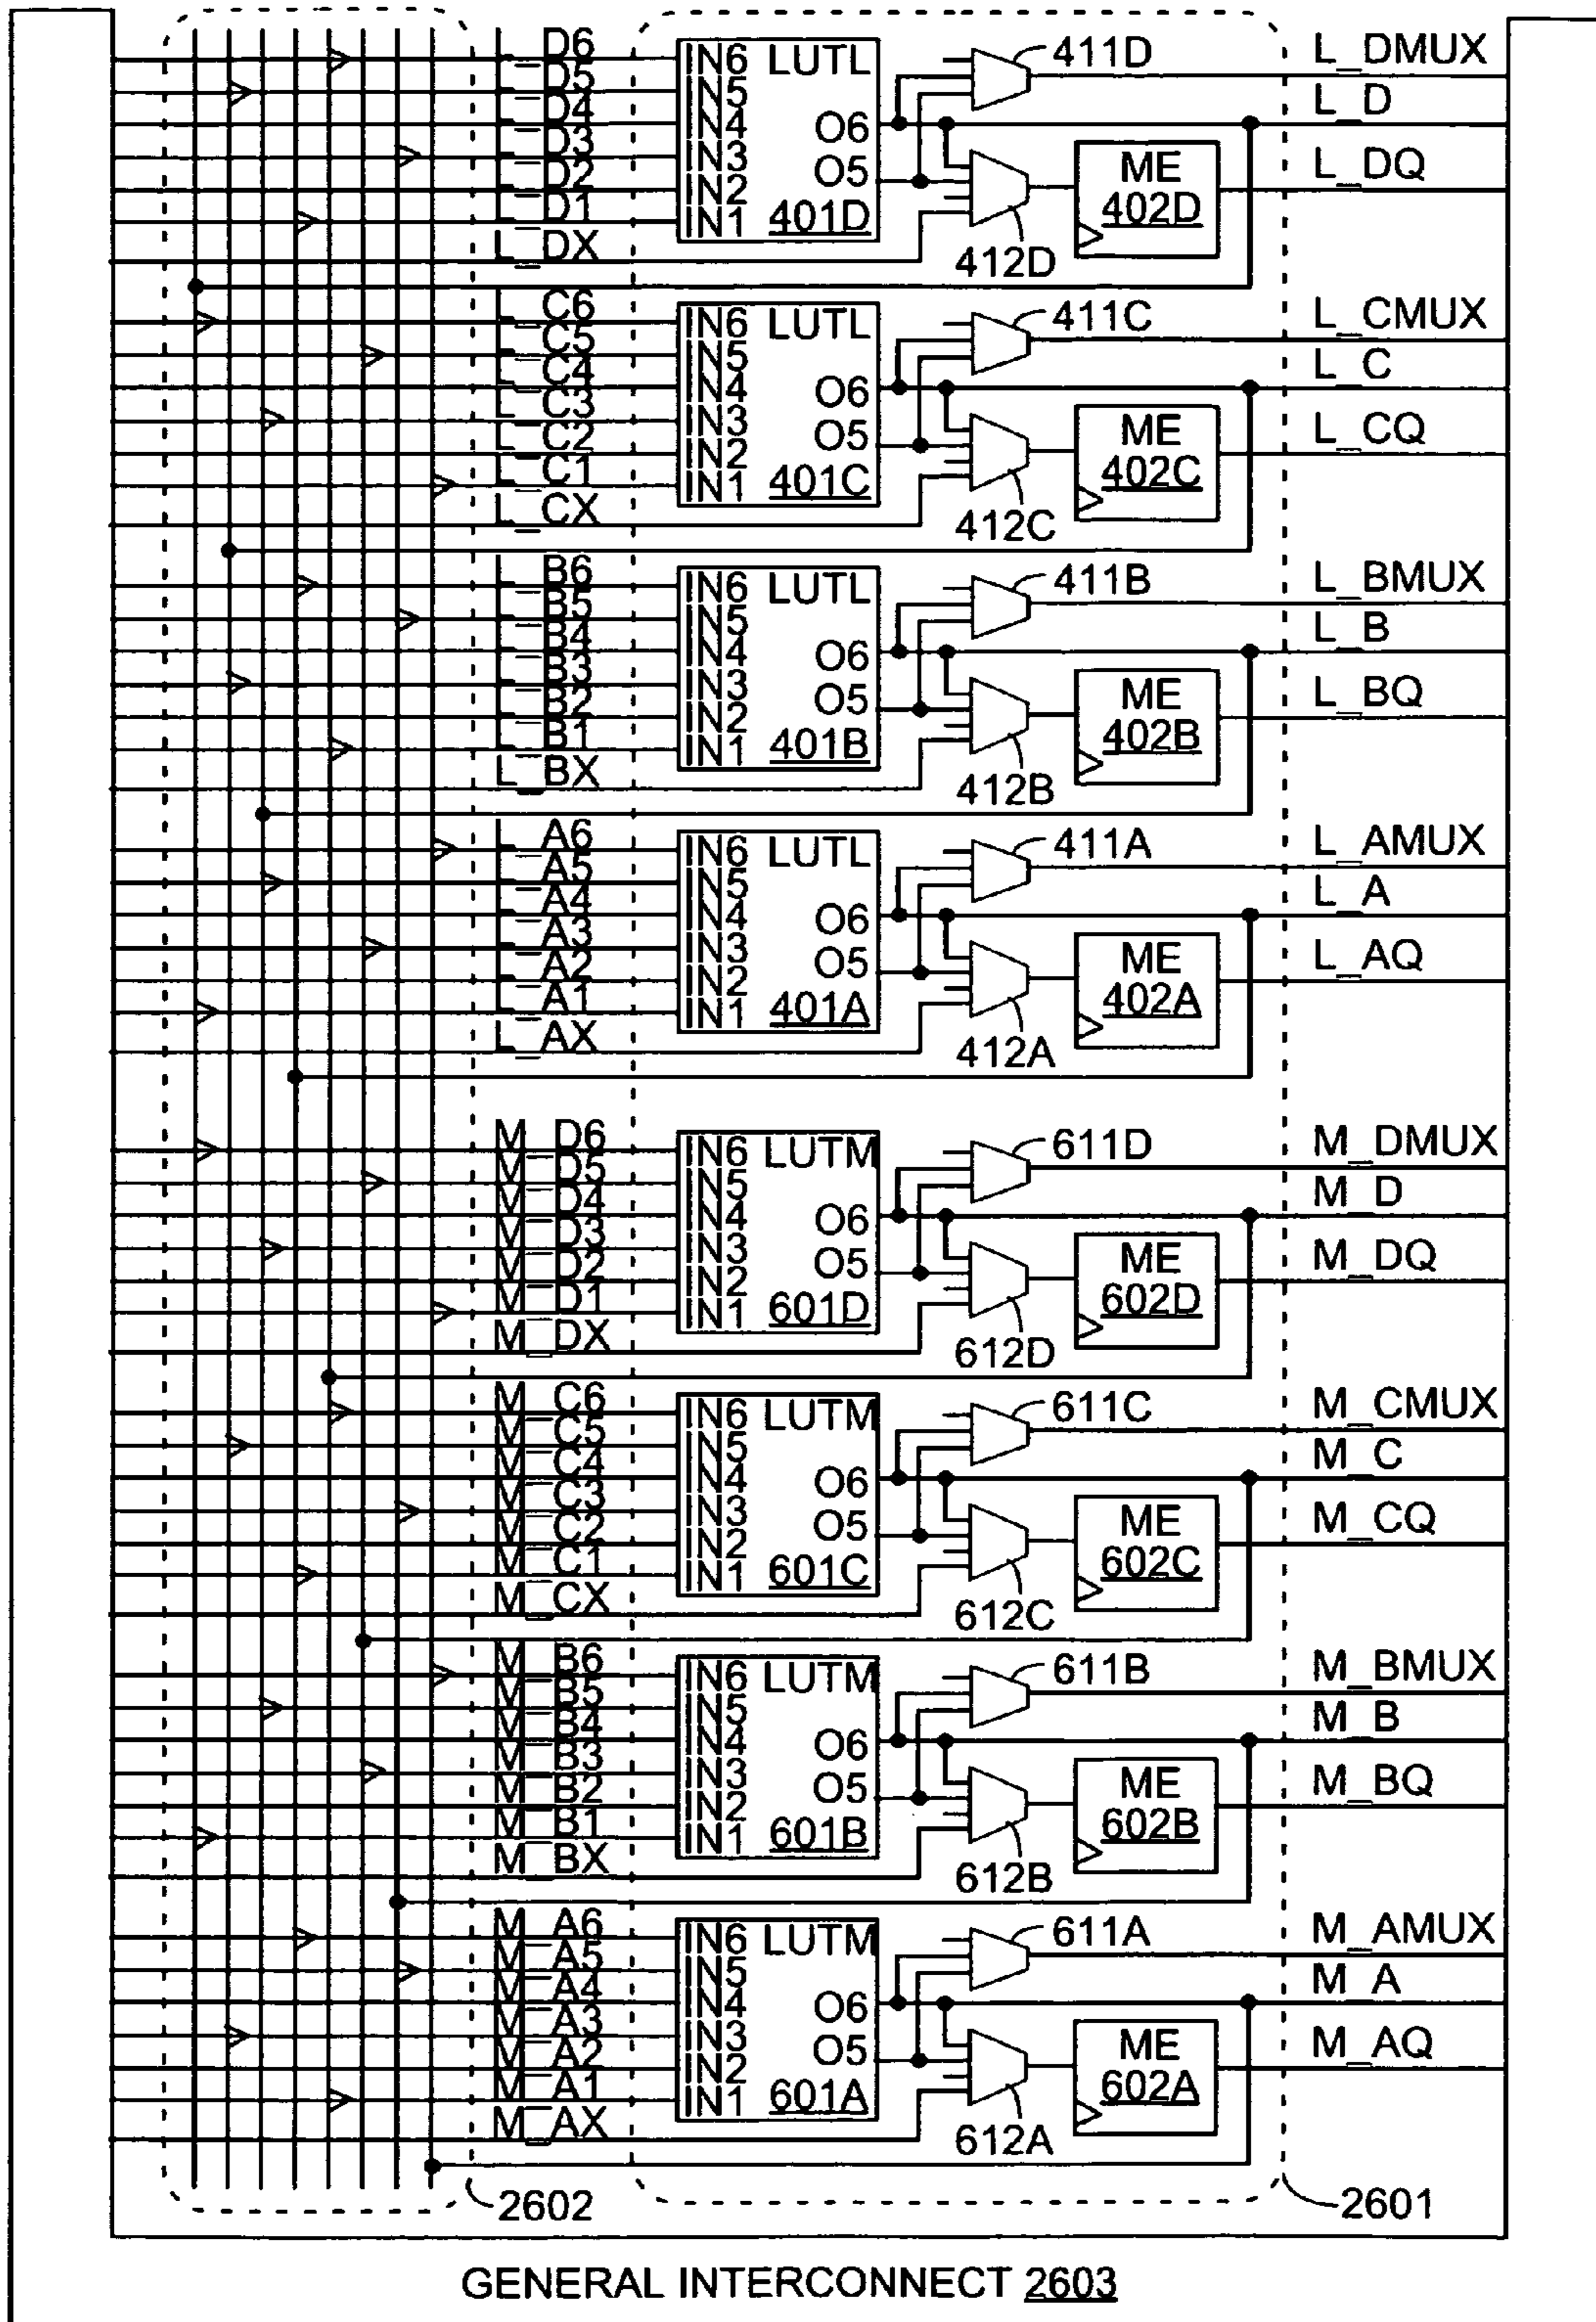 L_D6 IN6 LUTL 411D L_DMUX
L_D5 IN5 L_D
L_D4 IN4 O6
L_D3 IN3 ME L_DQ
L_D2 IN2 O5 402D
L_D1 IN1 401D
L_DX 412D
L_C6 IN6 LUTL 411C L_CMUX
L_C5 IN5 L_C
L_C4 IN4 O6
L_C3 IN3 ME L_CQ
L_C2 IN2 O5 402C
L_C1 IN1 401C
L_CX 412C
L_B6 IN6 LUTL 411B L_BMUX
L_B5 IN5 L_B
L_B4 IN4 O6
L_B3 IN3 ME L_BQ
L_B2 IN2 O5 402B
L_B1 IN1 401B
L_BX 412B
L_A6 IN6 LUTL 411A L_AMUX
L_A5 IN5 L_A
L_A4 IN4 O6
L_A3 IN3 ME L_AQ
L_A2 IN2 O5 402A
L_A1 IN1 401A
L_AX 412A
M_D6 IN6 LUTM 611D M_DMUX
M_D5 IN5 M_D
M_D4 IN4 O6
M_D3 IN3 ME M_DQ
M_D2 IN2 O5 602D
M_D1 IN1 601D
M_DX 612D
M_C6 IN6 LUTM 611C M_CMUX
M_C5 IN5 M_C
M_C4 IN4 O6
M_C3 IN3 ME M_CQ
M_C2 IN2 O5 602C
M_C1 IN1 601C
M_CX 612C
M_B6 IN6 LUTM 611B M_BMUX
M_B5 IN5 M_B
M_B4 IN4 O6
M_B3 IN3 ME M_BQ
M_B2 IN2 O5 602B
M_B1 IN1 601B
M_BX 612B
M_A6 IN6 LUTM 611A M_AMUX
M_A5 IN5 M_A
M_A4 IN4 O6
M_A3 IN3 ME M_AQ
M_A2 IN2 O5 602A
M_A1 IN1 601A
M_AX 612A
2602 2601
GENERAL INTERCONNECT 2603